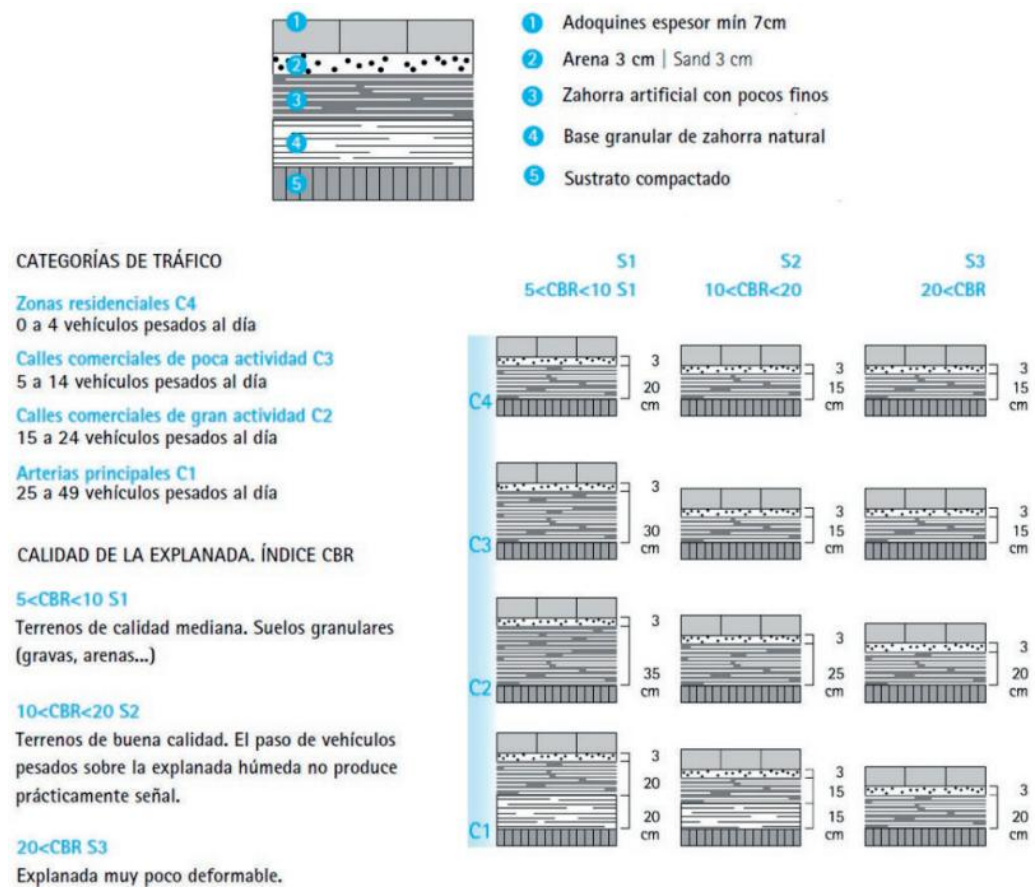 1
2
3
4
5
1 Adoquines espesor mín 7cm
2 Arena 3 cm | Sand 3 cm
3 Zahorra artificial con pocos finos
4 Base granular de zahorra natural
5 Sustrato compactado
CATEGORÍAS DE TRÁFICO
Zonas residenciales C4
0 a 4 vehículos pesados al día
Calles comerciales de poca actividad C3
5 a 14 vehículos pesados al día
Calles comerciales de gran actividad C2
15 a 24 vehículos pesados al día
Arterias principales C1
25 a 49 vehículos pesados al día
CALIDAD DE LA EXPLANADA. ÍNDICE CBR
5<CBR<10 S1
Terrenos de calidad mediana. Suelos granulares
(gravas, arenas...)
10<CBR<20 S2
Terrenos de buena calidad. El paso de vehículos
pesados sobre la explanada húmeda no produce
prácticamente señal.
20<CBR S3
Explanada muy poco deformable.
S1 S2 S3
5<CBR<10 S1 10<CBR<20 20<CBR
3 3 3
20 15 15
C4 cm cm cm
3 3 3
30 15 15
C3 cm cm cm
3 3 3
35 25 20
C2 cm cm cm
3 3 3
20 15 20
20 15 cm
C1 cm cm